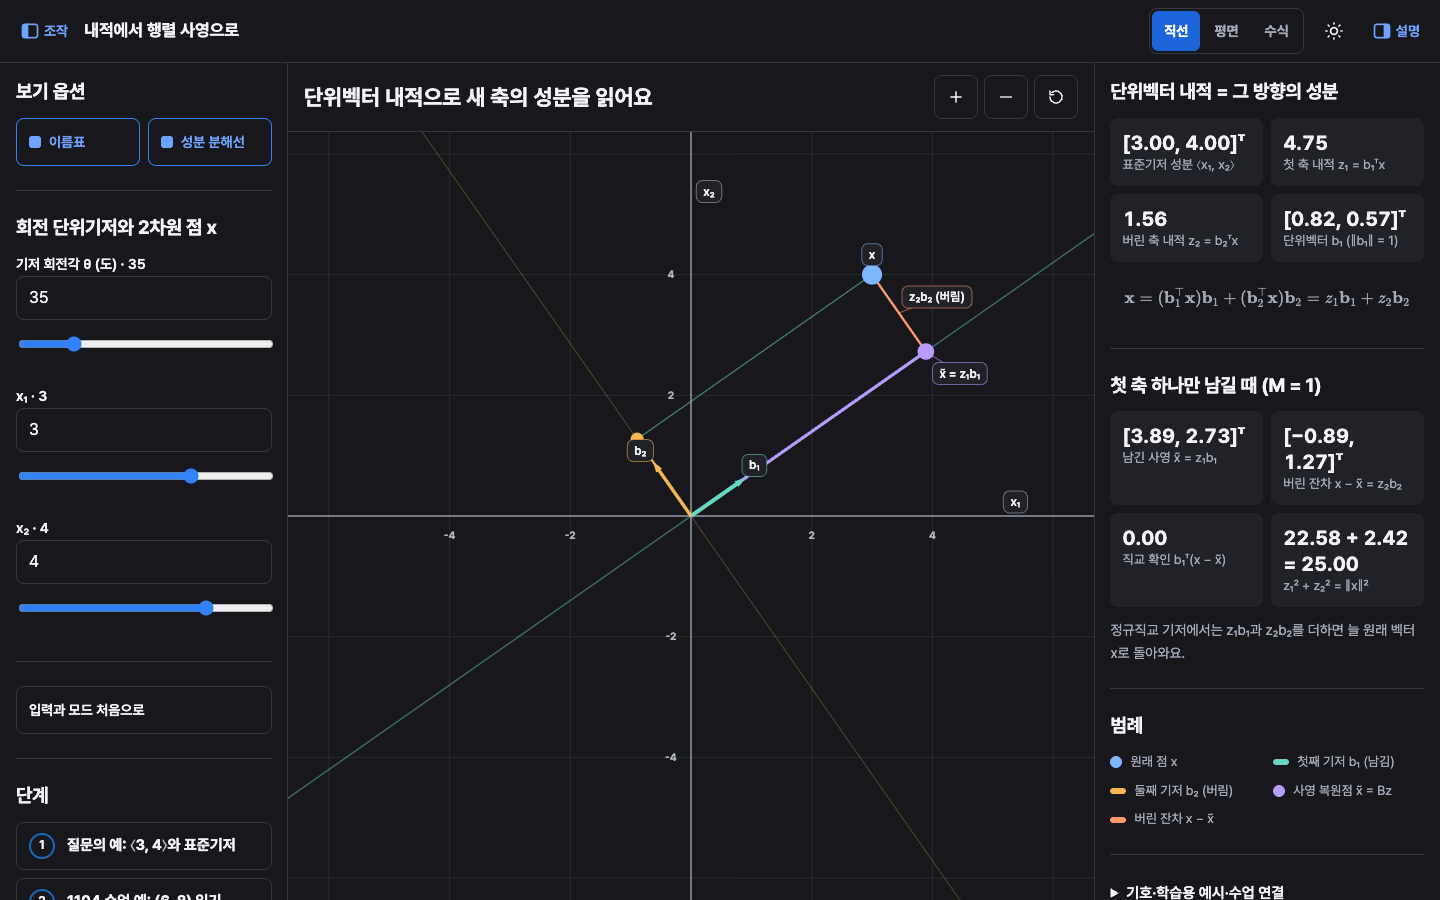 조작
내적에서 행렬 사영으로
직선
평면
수식
설명
보기 옵션
이름표
성분 분해선
회전 단위기저와 2차원 점 x
기저 회전각 θ (도) · 35
35
x₁ · 3
3
x₂ · 4
4
입력과 모드 처음으로
단계
1
질문의 예: ⟨3, 4⟩와 표준기저
단위벡터 내적으로 새 축의 성분을 읽어요
+
−
x₂
x
4
z₂b₂ (버림)
x̃ = z₁b₁
2
b₂
b₁
x₁
-4
-2
2
4
-2
-4
단위벡터 내적 = 그 방향의 성분
[3.00, 4.00]ᵀ
표준기저 성분 ⟨x₁, x₂⟩
4.75
첫 축 내적 z₁ = b₁ᵀx
1.56
버린 축 내적 z₂ = b₂ᵀx
[0.82, 0.57]ᵀ
단위벡터 b₁ (‖b₁‖ = 1)
x = (b₁⊤x)b₁ + (b₂⊤x)b₂ = z₁b₁ + z₂b₂
첫 축 하나만 남길 때 (M = 1)
[3.89, 2.73]ᵀ
남긴 사영 x̃ = z₁b₁
[−0.89,
1.27]ᵀ
버린 잔차 x − x̃ = z₂b₂
0.00
직교 확인 b₁ᵀ(x − x̃)
22.58 + 2.42
= 25.00
z₁² + z₂² = ‖x‖²
정규직교 기저에서는 z₁b₁과 z₂b₂를 더하면 늘 원래 벡터
x로 돌아와요.
범례
원래 점 x
첫째 기저 b₁ (남김)
둘째 기저 b₂ (버림)
사영 복원점 x̃ = Bz
버린 잔차 x − x̃
기호·학습용 예시·수업 연결